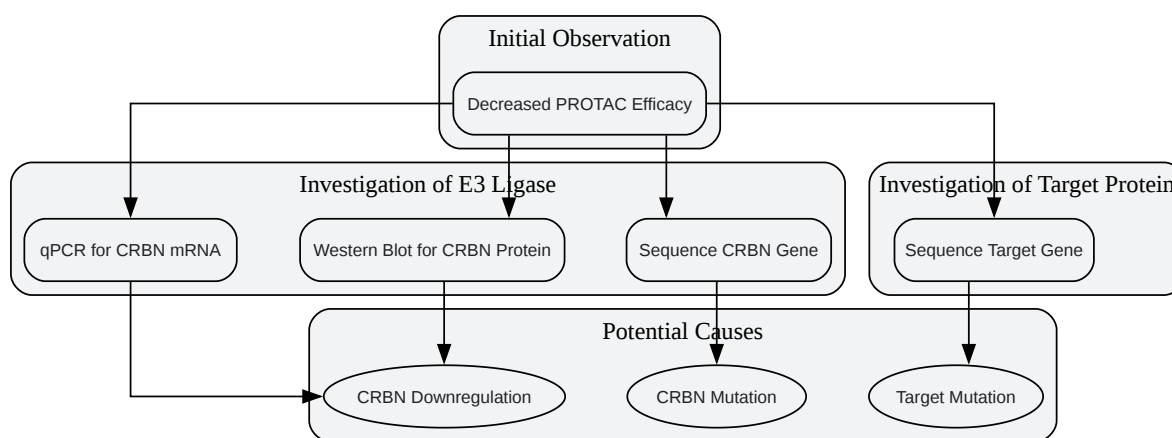 Initial Observation
Decreased PROTAC Efficacy
Investigation of E3 Ligase
Investigation of Target Protein
qPCR for CRBN mRNA
Western Blot for CRBN Protein
Sequence CRBN Gene
Sequence Target Gene
Potential Causes
CRBN Downregulation
CRBN Mutation
Target Mutation